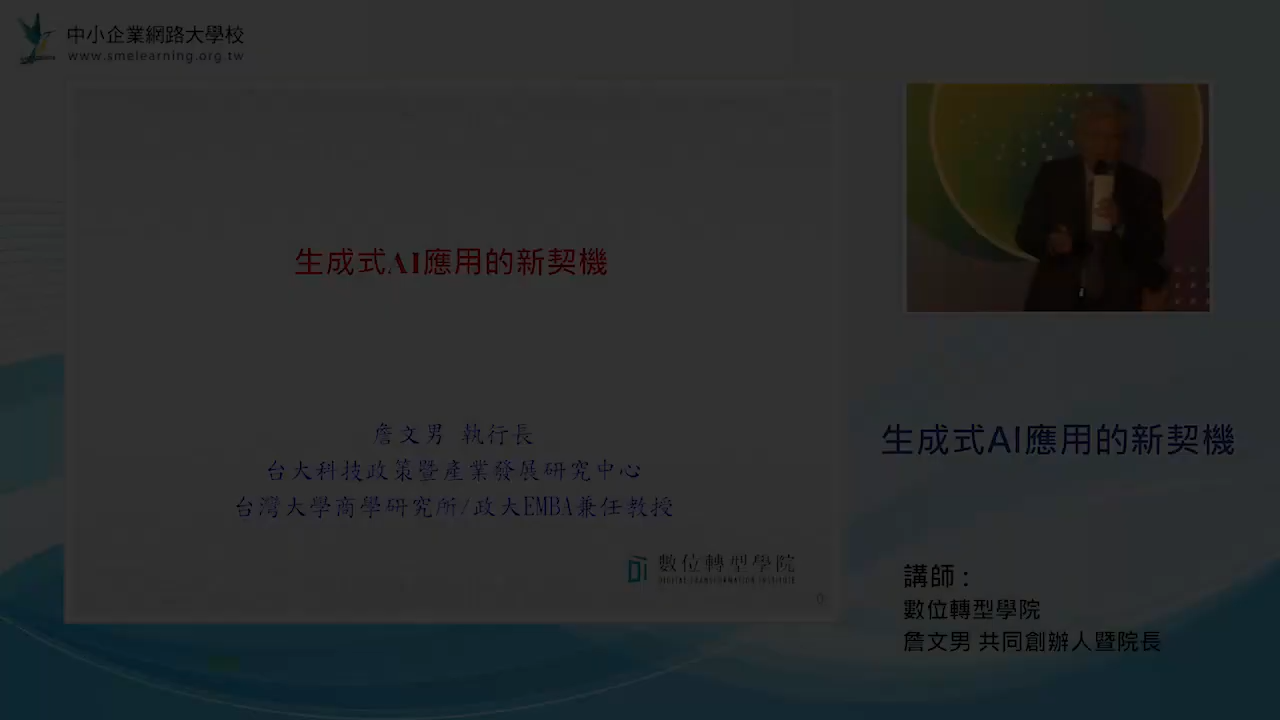 中小企業網路大學校
www.smelearning.org.tw
生成式AI應用的新契機
詹文男 執行長
台大科技政策暨產業發展研究中心
台灣大學商學研究所/政大EMBA兼任教授
數位轉型學院
DIGITAL TRANSFORMATION INSTITUTE
0
生成式AI應用的新契機
講師：
數位轉型學院
詹文男 共同創辦人暨院長